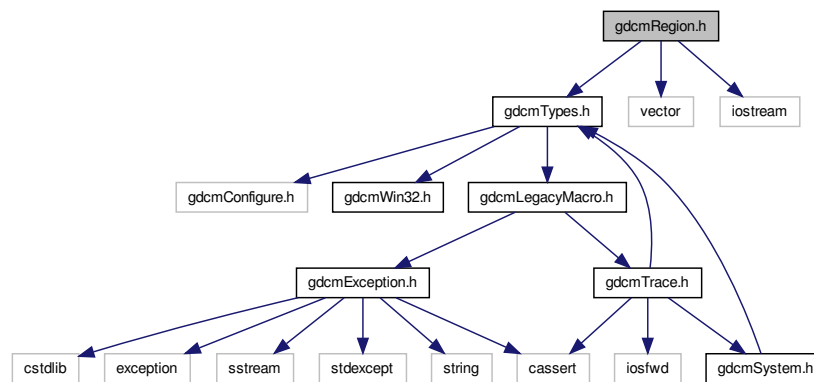 gdcmRegion.h
gdcmTypes.h
vector
iostream
gdcmConfigure.h
gdcmWin32.h
gdcmLegacyMacro.h
gdcmException.h
gdcmTrace.h
cstdlib
exception
sstream
stdexcept
string
cassert
iosfwd
gdcmSystem.h